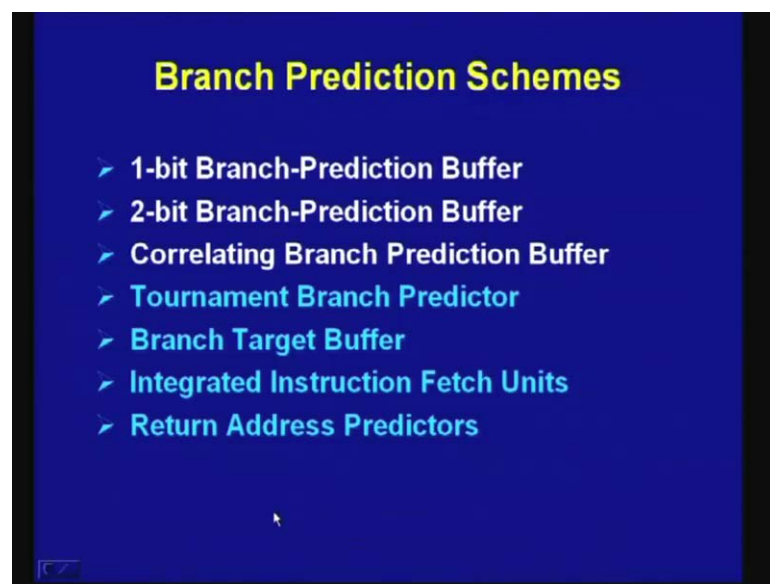 Branch Prediction Schemes
1-bit Branch-Prediction Buffer
2-bit Branch-Prediction Buffer
Correlating Branch Prediction Buffer
Tournament Branch Predictor
Branch Target Buffer
Integrated Instruction Fetch Units
Return Address Predictors